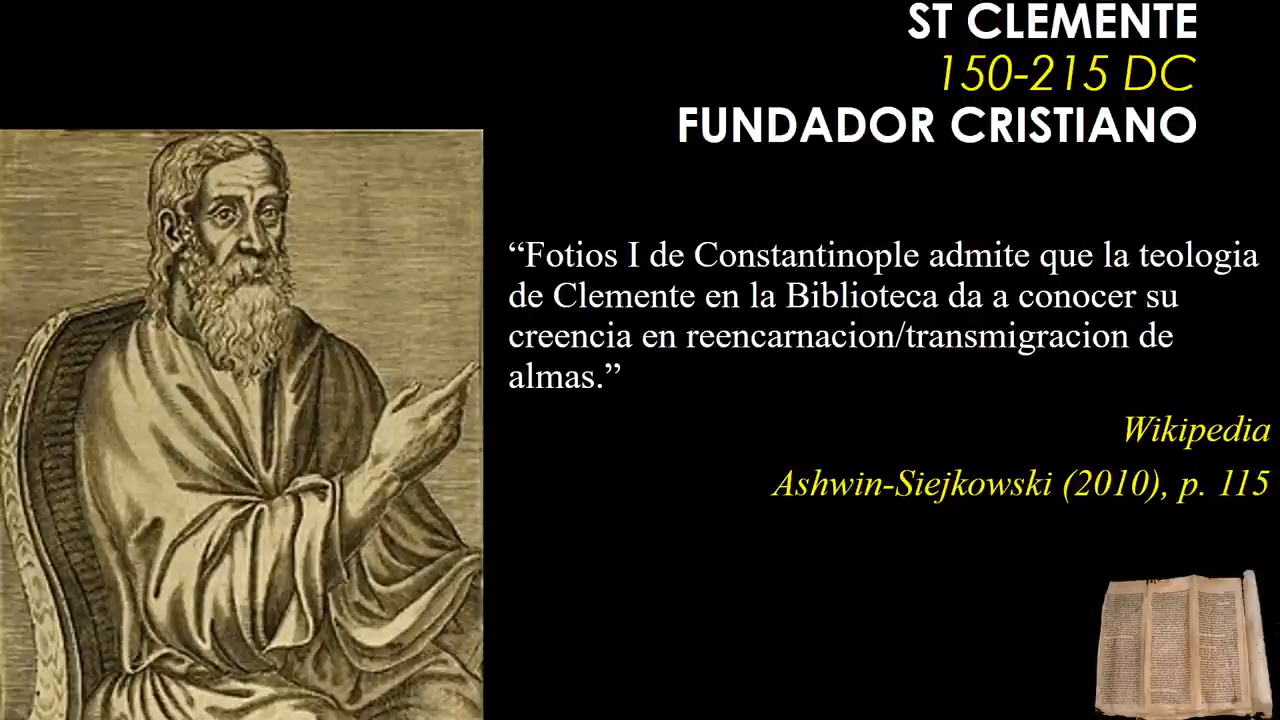 ST CLEMENTE
150-215 DC
FUNDADOR CRISTIANO
“Fotios I de Constantinople admite que la teologia
de Clemente en la Biblioteca da a conocer su
creencia en reencarnacion/transmigracion de
almas.”
Wikipedia
Ashwin-Siejkowski (2010), p. 115